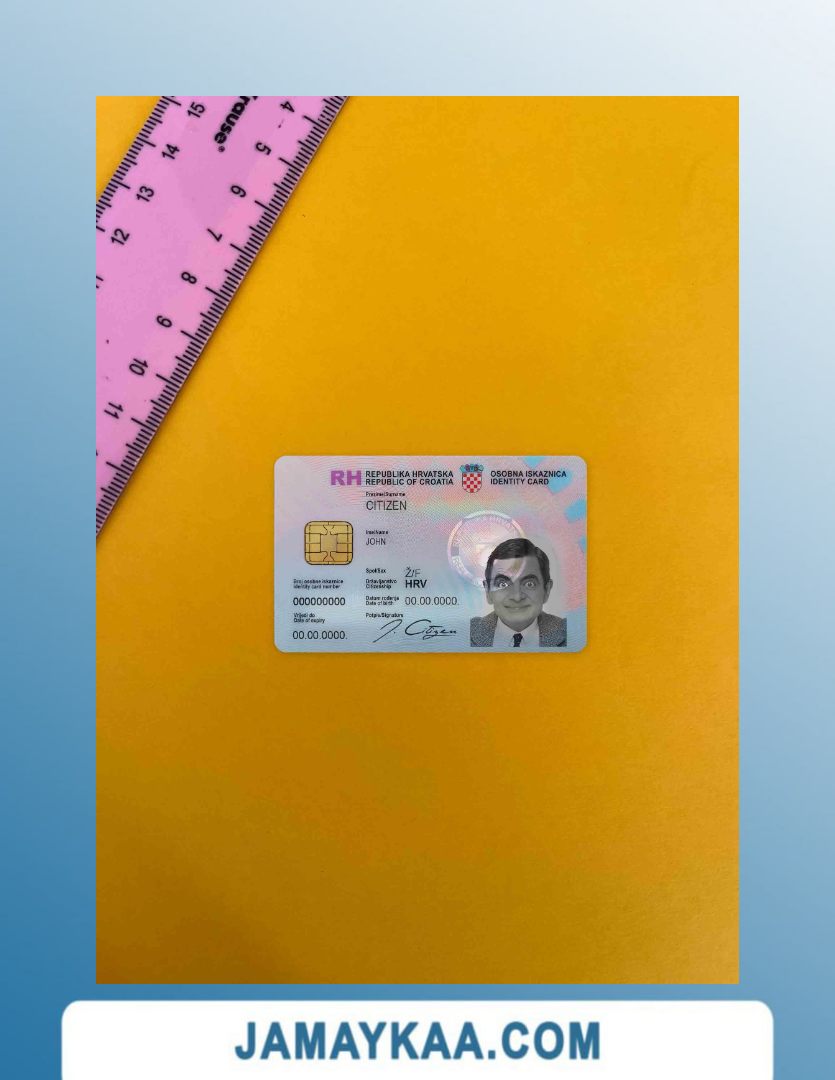 15
14
13
12
11
10
9
8
7
6
5
4
rause®
RH REPUBLIKA HRVATSKA OSOBNA ISKAZNICA
REPUBLIC OF CROATIA IDENTITY CARD
Prezime/Surname
CITIZEN
Ime/Name
JOHN
Spol/Sex
Ž/F
Državljanstvo
Citizenship
HRV
Broj osobne iskaznice
Identity card number
000000000
Datum rođenja
Date of birth
00.00.0000.
Vrijedi do
Date of expiry
00.00.0000.
Potpis/Signature
J. Citizen
JAMAYKAA.COM